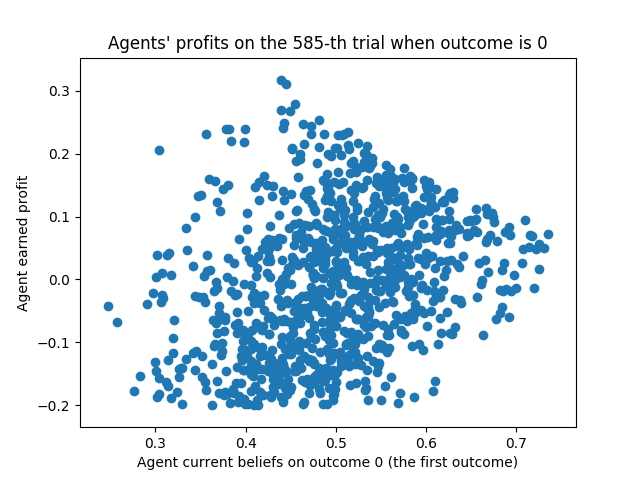 Agents' profits on the 585-th trial when outcome is 0
Agent earned profit
0.3
0.2
0.1
0.0
−0.1
−0.2
0.3 0.4 0.5 0.6 0.7
Agent current beliefs on outcome 0 (the first outcome)